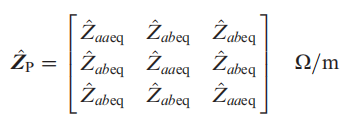 Ẑ_P = [ Ẑ_aaeq Ẑ_abeq Ẑ_abeq
Ẑ_abeq Ẑ_aaeq Ẑ_abeq
Ẑ_abeq Ẑ_abeq Ẑ_aaeq ] Ω/m